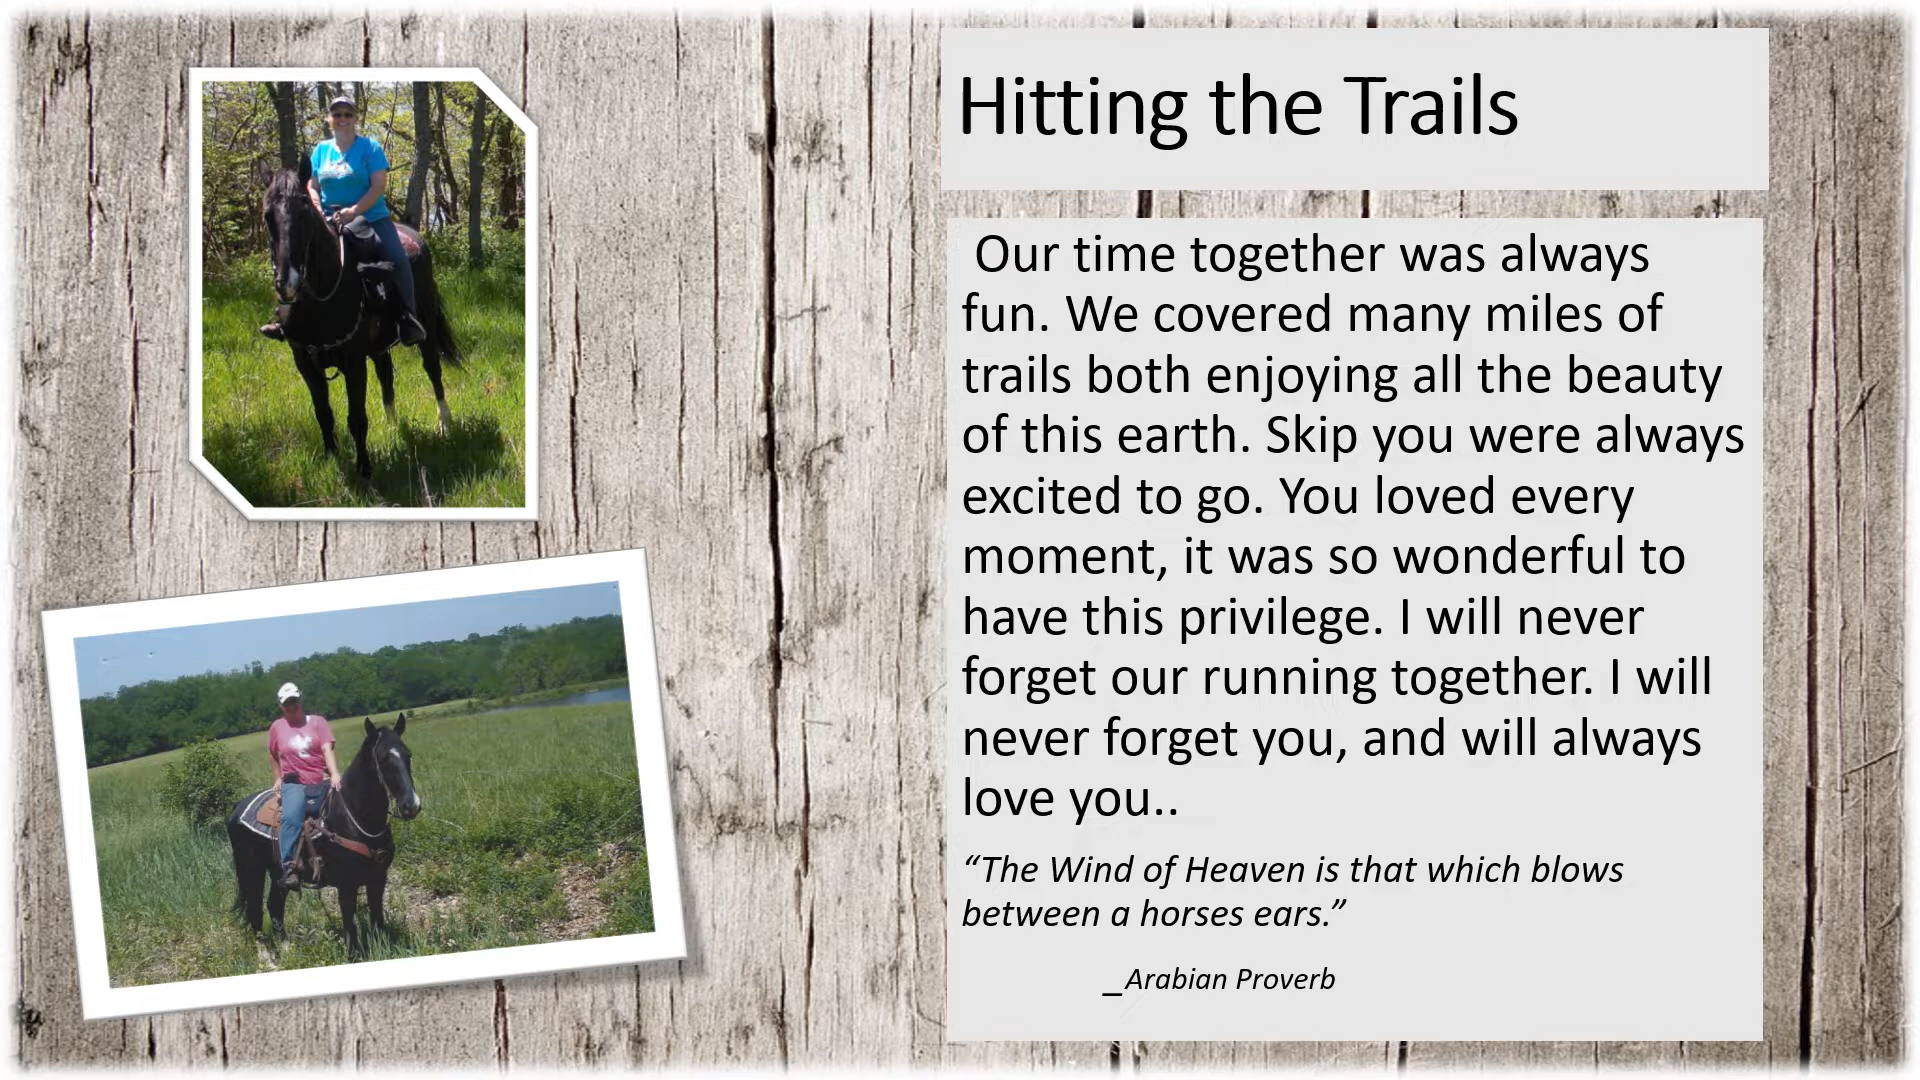 Hitting the Trails
Our time together was always
fun. We covered many miles of
trails both enjoying all the beauty
of this earth. Skip you were always
excited to go. You loved every
moment, it was so wonderful to
have this privilege. I will never
forget our running together. I will
never forget you, and will always
love you..
“The Wind of Heaven is that which blows
between a horses ears.”
_Arabian Proverb